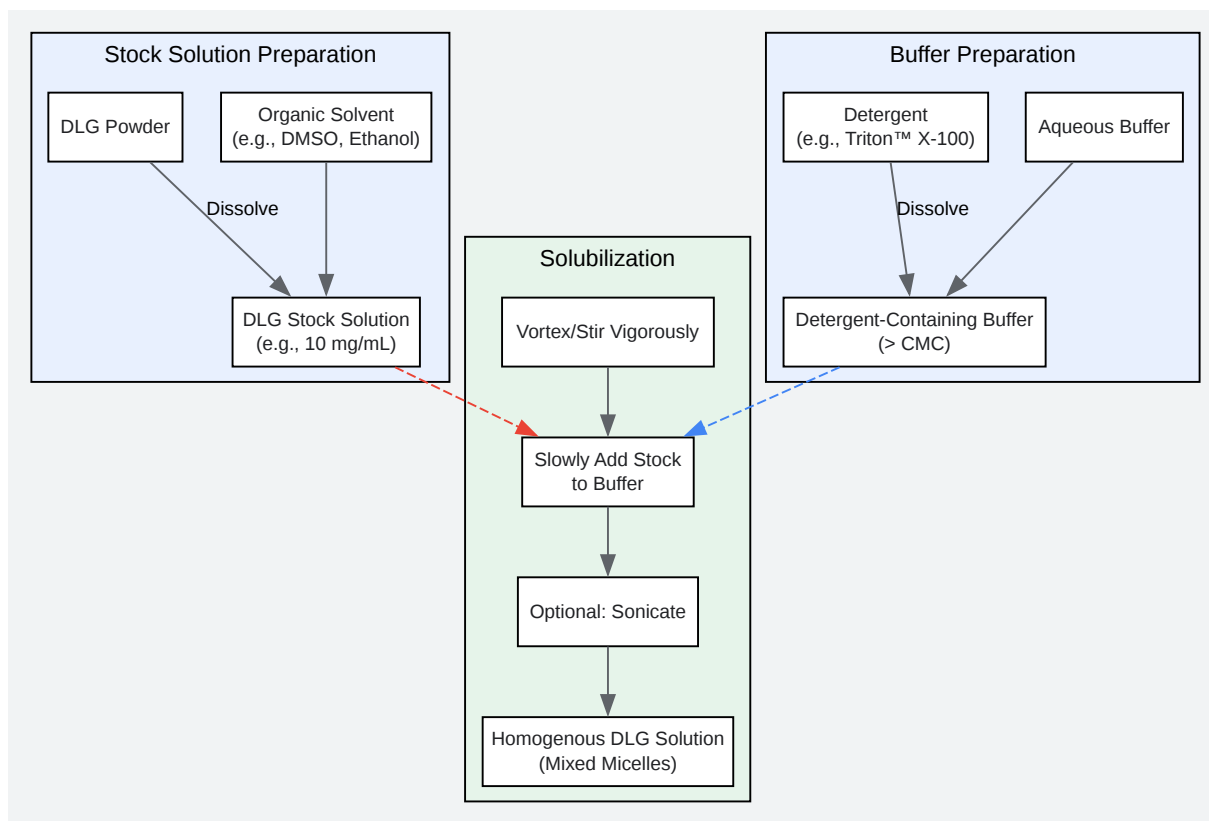 Stock Solution Preparation
DLG Powder
Organic Solvent
(e.g., DMSO, Ethanol)
Dissolve
DLG Stock Solution
(e.g., 10 mg/mL)
Buffer Preparation
Detergent
(e.g., Triton™ X-100)
Aqueous Buffer
Dissolve
Detergent-Containing Buffer
(> CMC)
Solubilization
Vortex/Stir Vigorously
Slowly Add Stock
to Buffer
Optional: Sonicate
Homogenous DLG Solution
(Mixed Micelles)